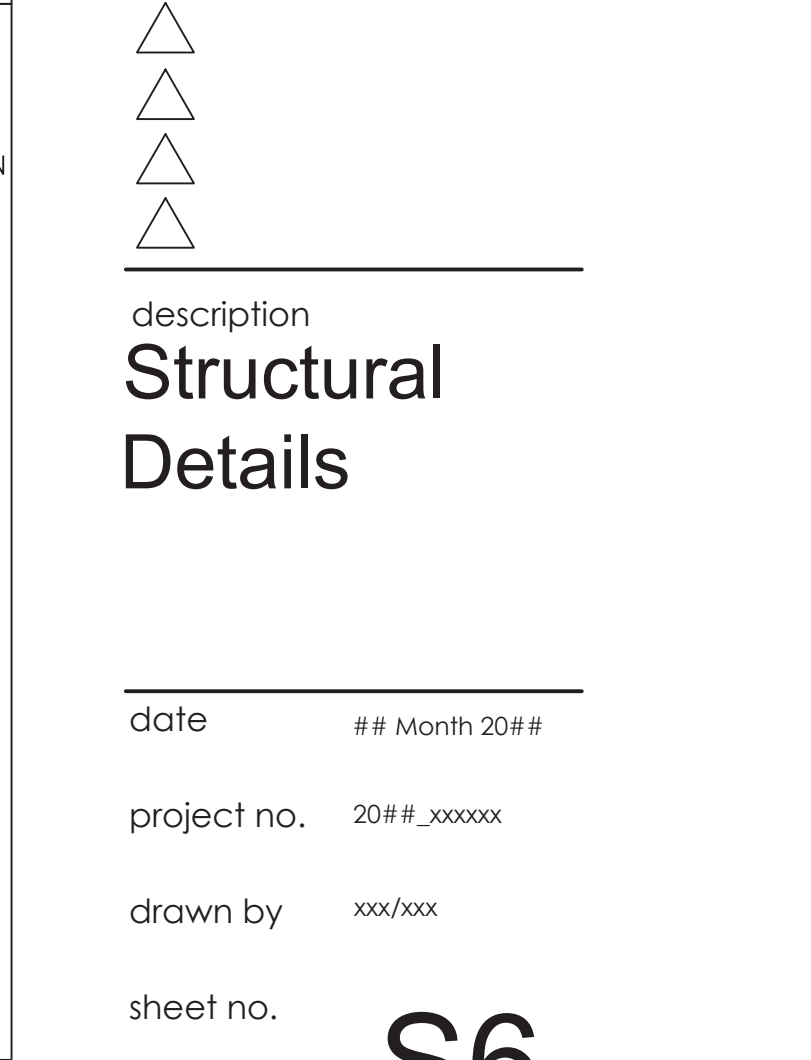 description
Structural
Details
date ## Month 20##
project no. 20##_xxxxxx
drawn by xxx/xxx
sheet no. S6